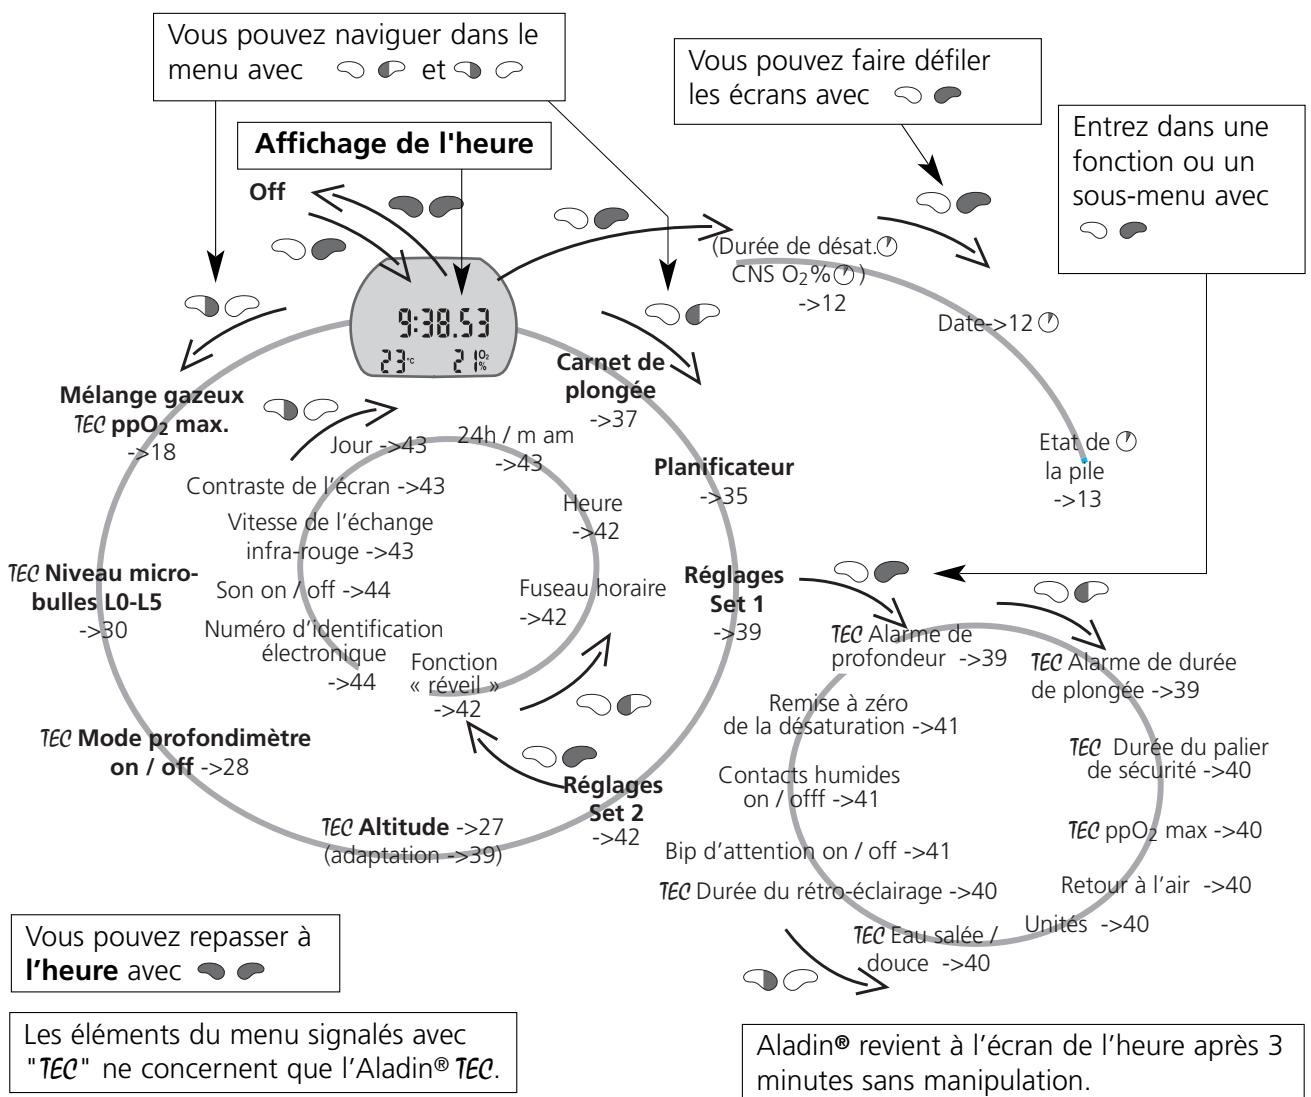 Vous pouvez naviguer dans le
menu avec et
Vous pouvez faire défiler
les écrans avec
Entrez dans une
fonction ou un
sous-menu avec
Affichage de l'heure
Off
(Durée de désat.
CNS O2% )
->12
Date->12
Etat de
la pile
->13
9:38.53
23°C 21 O2 %
Mélange gazeux
TEC ppO2 max.
->18
Carnet de
plongée
->37
Planificateur
->35
Jour ->43
24h / m am
->43
Contraste de l'écran ->43
Heure
->42
Vitesse de l'échange
infra-rouge ->43
Son on / off ->44
Fuseau horaire
->42
Numéro d'identification
électronique
->44
Fonction
« réveil »
->42
TEC Niveau micro-
bulles L0-L5
->30
Réglages
Set 1
->39
TEC Mode profondimètre
on / off ->28
Réglages
Set 2
->42
TEC Altitude ->27
(adaptation ->39)
TEC Alarme de
profondeur ->39
TEC Alarme de durée
de plongée ->39
Remise à zéro
de la désaturation ->41
TEC Durée du palier
de sécurité ->40
Contacts humides
on / offf ->41
TEC ppO2 max ->40
Bip d'attention on / off ->41
Retour à l'air ->40
TEC Durée du rétro-éclairage ->40
Unités ->40
TEC Eau salée /
douce ->40
Vous pouvez repasser à
l'heure avec
Les éléments du menu signalés avec
"TEC" ne concernent que l'Aladin® TEC.
Aladin® revient à l'écran de l'heure après 3
minutes sans manipulation.